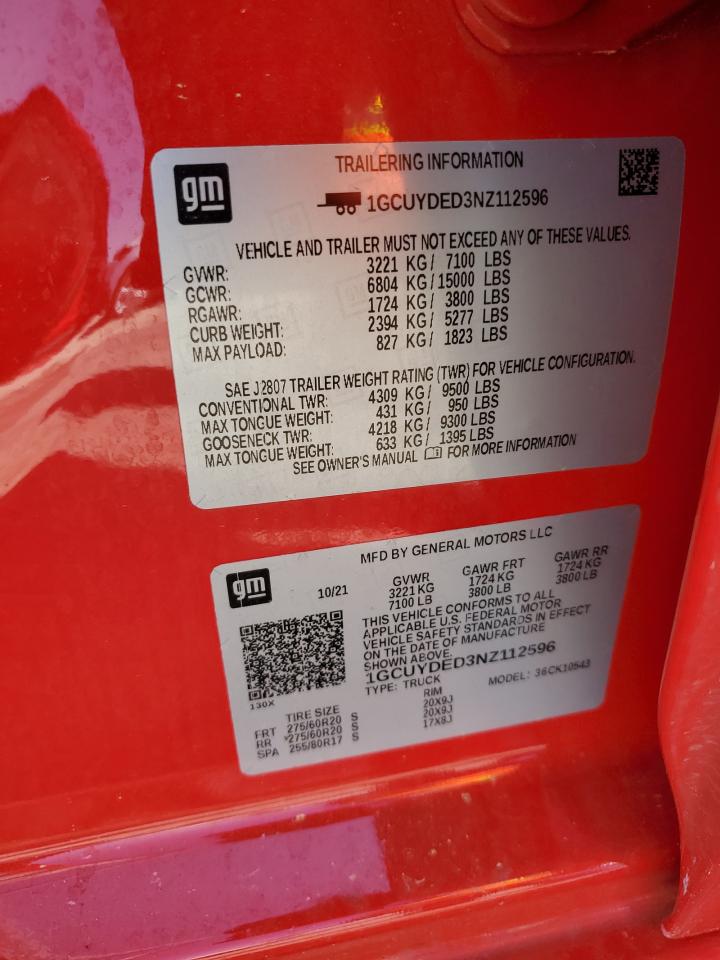 gm
TRAILERING INFORMATION
1GCUYDED3NZ112596
VEHICLE AND TRAILER MUST NOT EXCEED ANY OF THESE VALUES.
GVWR: 3221 KG/ 7100 LBS
GCWR: 6804 KG/15000 LBS
RGAWR: 1724 KG/ 3800 LBS
CURB WEIGHT: 2394 KG/ 5277 LBS
MAX PAYLOAD: 827 KG/ 1823 LBS
SAE J2807 TRAILER WEIGHT RATING (TWR) FOR VEHICLE CONFIGURATION.
CONVENTIONAL TWR: 4309 KG/ 9500 LBS
MAX TONGUE WEIGHT: 431 KG/ 950 LBS
GOOSENECK TWR: 4218 KG/ 9300 LBS
MAX TONGUE WEIGHT: 633 KG/ 1395 LBS
SEE OWNER'S MANUAL FOR MORE INFORMATION
gm
MFD BY GENERAL MOTORS LLC
10/21
GVWR GAWR FRT GAWR RR
3221 KG 1724 KG 1724 KG
7100 LB 3800 LB 3800 LB
THIS VEHICLE CONFORMS TO ALL
APPLICABLE U.S. FEDERAL MOTOR
VEHICLE SAFETY STANDARDS IN EFFECT
ON THE DATE OF MANUFACTURE
SHOWN ABOVE.
1GCUYDED3NZ112596
TYPE: TRUCK MODEL: 36CK10543
130X
TIRE SIZE RIM
FRT 275/60R20 S 20X9J
RR 275/60R20 S 20X9J
SPA 255/80R17 S 17X8J